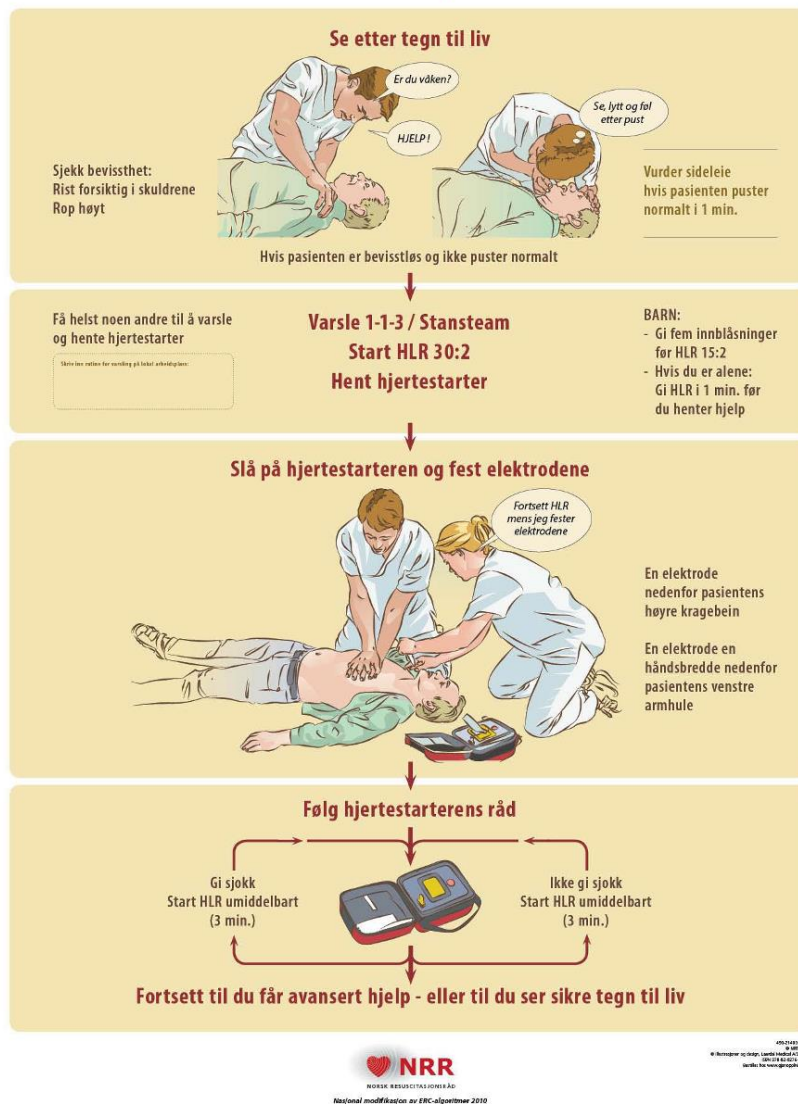 Se etter tegn til liv
Er du våken?
HJELP !
Se, lytt og føl
etter pust
Sjekk bevissthet:
Rist forsiktig i skuldrene
Rop høyt
Vurder sideleie
hvis pasienten puster
normalt i 1 min.
Hvis pasienten er bevisstløs og ikke puster normalt
Få helst noen andre til å varsle
og hente hjertestarter
Varsle 1-1-3 / Stansteam
Start HLR 30:2
Hent hjertestarter
BARN:
- Gi fem innblåsninger
før HLR 15:2
- Hvis du er alene:
Gi HLR i 1 min. før
du henter hjelp
Slå på hjertestarteren og fest elektrodene
Fortsett HLR
mens jeg fester
elektrodene
En elektrode
nedenfor pasientens
høyre kragebein
En elektrode en
håndsbredde nedenfor
pasientens venstre
armhule
Følg hjertestarterens råd
Gi sjokk
Start HLR umiddelbart
(3 min.)
Ikke gi sjokk
Start HLR umiddelbart
(3 min.)
Fortsett til du får avansert hjelp - eller til du ser sikre tegn til liv
NRR
NORSK RESUSCITASJONSRÅD
Nasjonal modifikasjon av ERC-algoritmer 2010